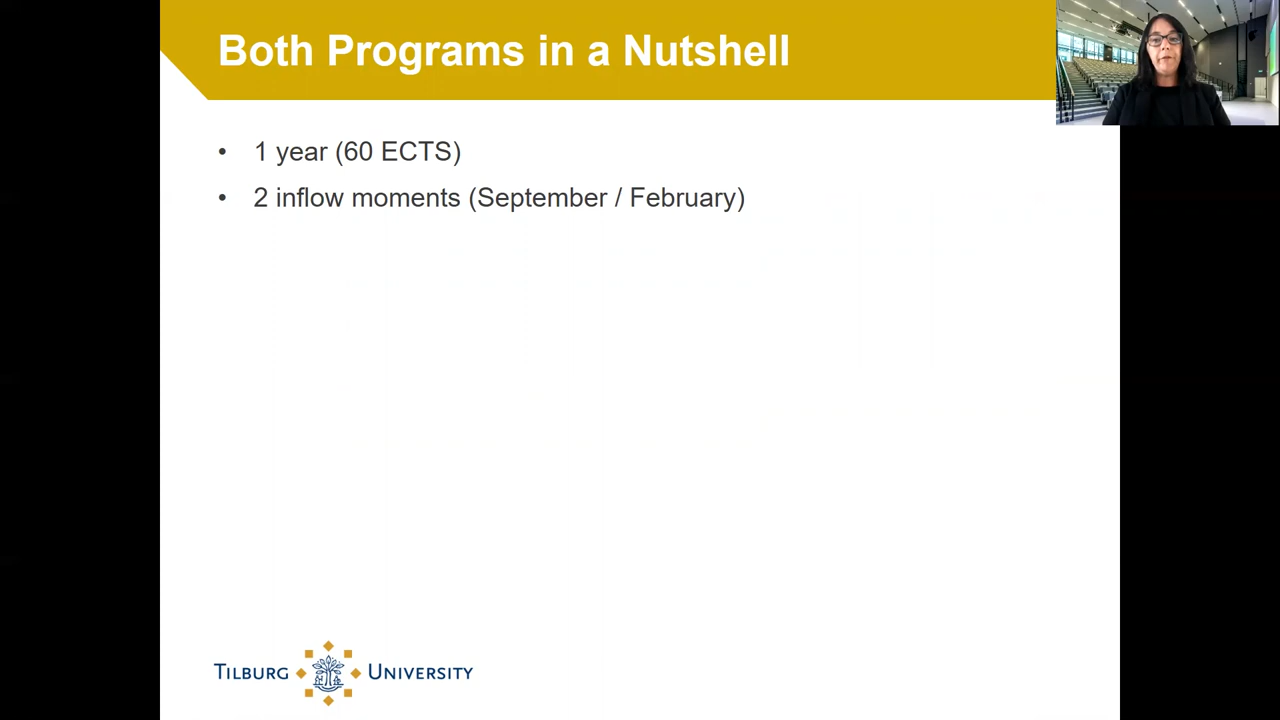 Both Programs in a Nutshell
• 1 year (60 ECTS)
• 2 inflow moments (September / February)
TILBURG UNIVERSITY